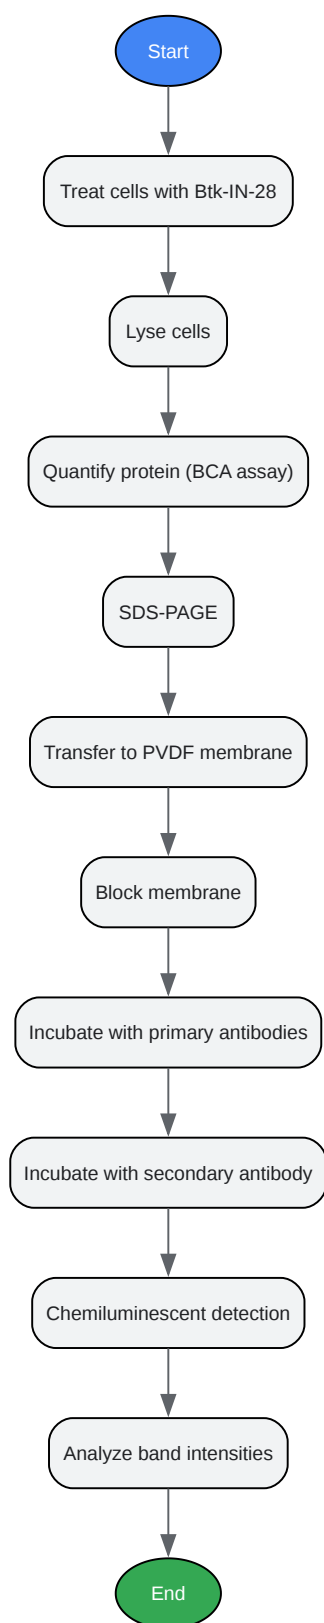 Start
Treat cells with Btk-IN-28
Lyse cells
Quantify protein (BCA assay)
SDS-PAGE
Transfer to PVDF membrane
Block membrane
Incubate with primary antibodies
Incubate with secondary antibody
Chemiluminescent detection
Analyze band intensities
End